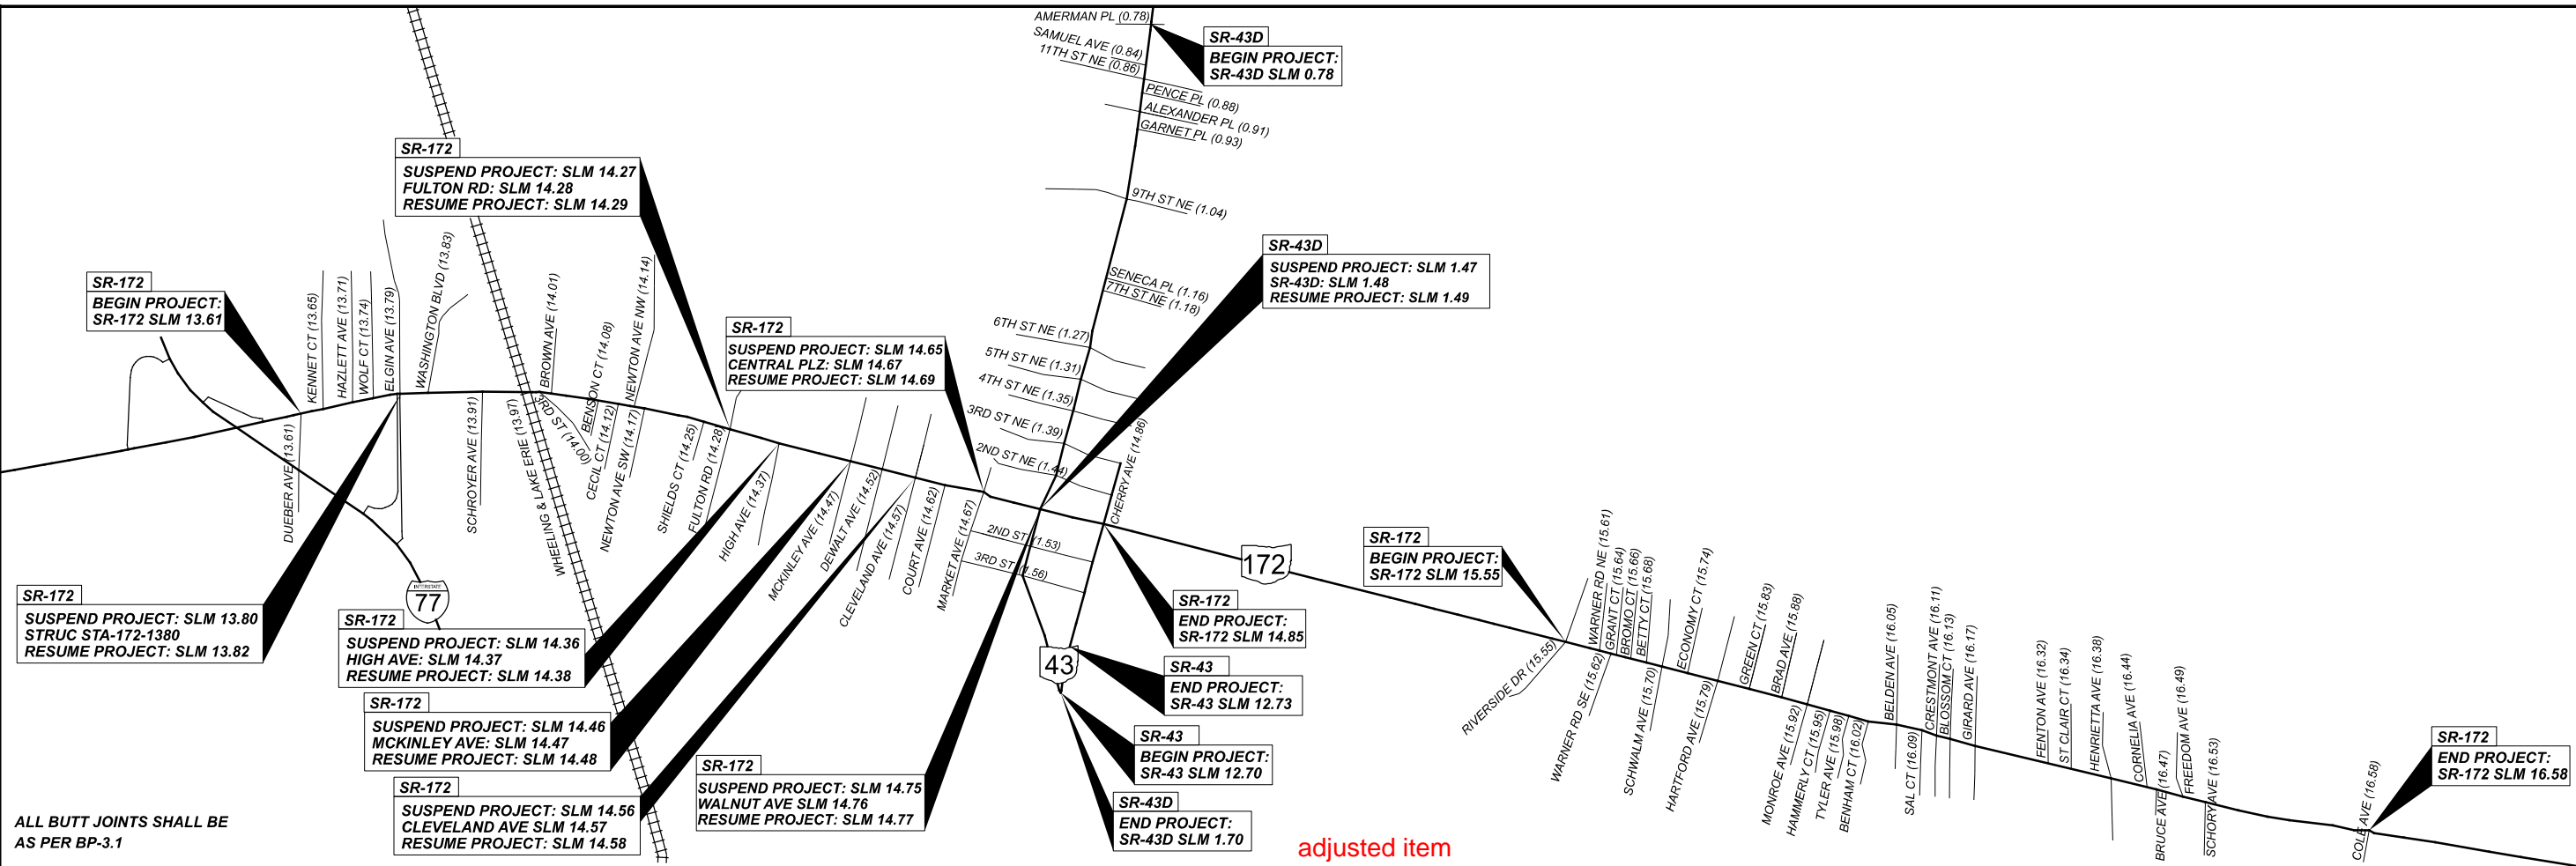 AMERMAN PL (0.78)
SAMUEL AVE (0.84)
11TH ST NE (0.86)
SR-43D
BEGIN PROJECT:
SR-43D SLM 0.78
PENCE PL (0.88)
ALEXANDER PL (0.91)
GARNET PL (0.93)
9TH ST NE (1.04)
SR-172
SUSPEND PROJECT: SLM 14.27
FULTON RD: SLM 14.28
RESUME PROJECT: SLM 14.29
SR-43D
SUSPEND PROJECT: SLM 1.47
SR-43D: SLM 1.48
RESUME PROJECT: SLM 1.49
SENECA PL (1.16)
7TH ST NE (1.18)
6TH ST NE (1.27)
5TH ST NE (1.31)
4TH ST NE (1.35)
3RD ST NE (1.39)
2ND ST NE (1.44)
CHERRY AVE (14.86)
SR-172
BEGIN PROJECT:
SR-172 SLM 13.61
KENNET CT (13.65)
HAZLETT AVE (13.71)
WOLF CT (13.74)
ELGIN AVE (13.79)
WASHINGTON BLVD (13.83)
BROWN AVE (14.01)
BENSON CT (14.08)
NEWTON AVE NW (14.14)
SR-172
SUSPEND PROJECT: SLM 14.65
CENTRAL PLZ: SLM 14.67
RESUME PROJECT: SLM 14.69
DUEBER AVE (13.61)
SCHROYER AVE (13.91)
WHEELING & LAKE ERIE (13.97)
3RD ST (14.00)
CECIL CT (14.12)
NEWTON AVE SW (14.17)
SHIELDS CT (14.25)
FULTON RD (14.28)
HIGH AVE (14.37)
MCKINLEY AVE (14.47)
DEWALT AVE (14.52)
CLEVELAND AVE (14.57)
COURT AVE (14.62)
MARKET AVE (14.67)
2ND ST (1.53)
3RD ST (1.56)
172
INTERSTATE
77
43
SR-172
SUSPEND PROJECT: SLM 13.80
STRUC STA-172-1380
RESUME PROJECT: SLM 13.82
SR-172
SUSPEND PROJECT: SLM 14.36
HIGH AVE: SLM 14.37
RESUME PROJECT: SLM 14.38
SR-172
SUSPEND PROJECT: SLM 14.46
MCKINLEY AVE: SLM 14.47
RESUME PROJECT: SLM 14.48
SR-172
SUSPEND PROJECT: SLM 14.56
CLEVELAND AVE SLM 14.57
RESUME PROJECT: SLM 14.58
SR-172
SUSPEND PROJECT: SLM 14.75
WALNUT AVE SLM 14.76
RESUME PROJECT: SLM 14.77
SR-172
END PROJECT:
SR-172 SLM 14.85
SR-43
END PROJECT:
SR-43 SLM 12.73
SR-43
BEGIN PROJECT:
SR-43 SLM 12.70
SR-43D
END PROJECT:
SR-43D SLM 1.70
SR-172
BEGIN PROJECT:
SR-172 SLM 15.55
RIVERSIDE DR (15.55)
WARNER RD NE (15.61)
WARNER RD SE (15.62)
GRANT CT (15.64)
BROMO CT (15.66)
BETTY CT (15.68)
SCHWALM AVE (15.70)
ECONOMY CT (15.74)
HARTFORD AVE (15.79)
GREEN CT (15.83)
BRAD AVE (15.88)
MONROE AVE (15.92)
HAMMERLY CT (15.95)
TYLER AVE (15.98)
BENHAM CT (16.02)
BELDEN AVE (16.05)
SAL CT (16.09)
CRESTMONT AVE (16.11)
BLOSSOM CT (16.13)
GIRARD AVE (16.17)
FENTON AVE (16.32)
ST CLAIR CT (16.34)
HENRIETTA AVE (16.38)
CORNELIA AVE (16.44)
BRUCE AVE (16.47)
FREEDOM AVE (16.49)
SCHORY AVE (16.53)
COLE AVE (16.58)
SR-172
END PROJECT:
SR-172 SLM 16.58
ALL BUTT JOINTS SHALL BE
AS PER BP-3.1
adjusted item